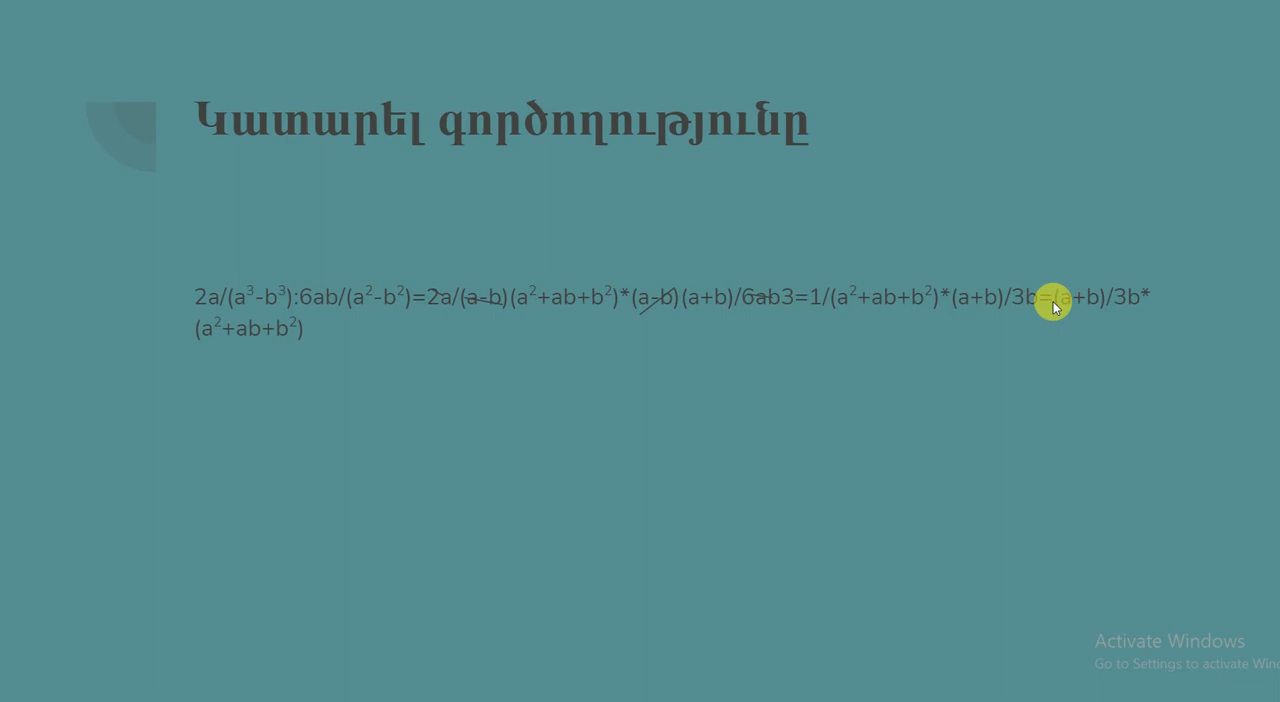 Կատարել գործողությունը
2a/(a³-b³):6ab/(a²-b²)=2a/(a-b)(a²+ab+b²)*(a-b)(a+b)/6ab3=1/(a²+ab+b²)*(a+b)/3b=(a+b)/3b*
(a²+ab+b²)
Activate Windows
Go to Settings to activate